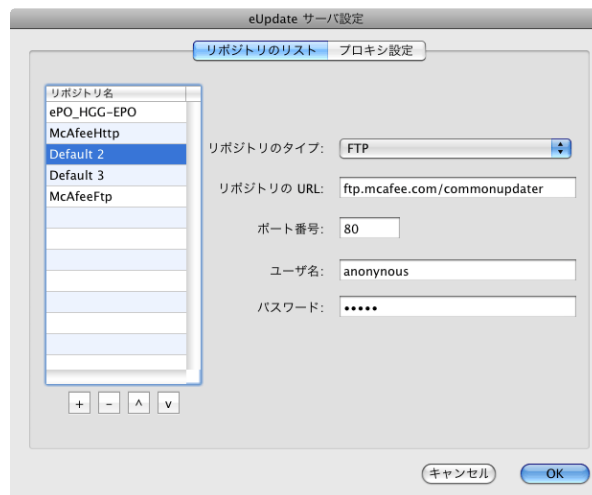 eUpdate サーバ設定
リポジトリのリスト プロキシ設定
リポジトリ名
ePO_HGG-EPO
McAfeeHttp
Default 2
Default 3
McAfeeFtp
リポジトリのタイプ: FTP
リポジトリの URL: ftp.mcafee.com/commonupdater
ポート番号: 80
ユーザ名: anonynous
パスワード: •••••
+ - ^ v
キャンセル OK